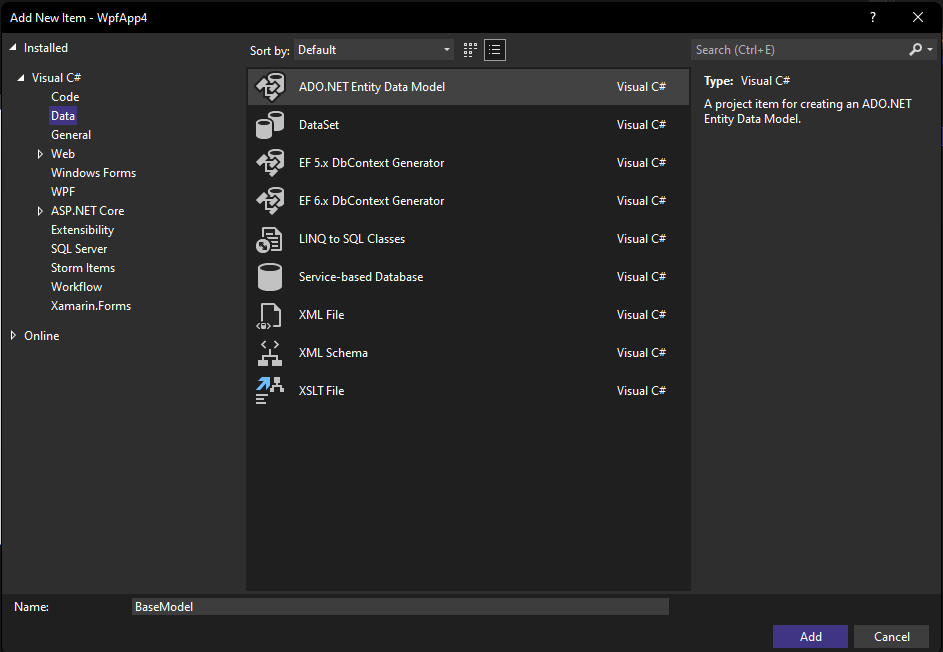 Add New Item - WpfApp4
?
Installed
Visual C#
Code
Data
General
Web
Windows Forms
WPF
ASP.NET Core
Extensibility
SQL Server
Storm Items
Workflow
Xamarin.Forms
Online
Sort by: Default
ADO.NET Entity Data Model Visual C#
DataSet Visual C#
EF 5.x DbContext Generator Visual C#
EF 6.x DbContext Generator Visual C#
LINQ to SQL Classes Visual C#
Service-based Database Visual C#
XML File Visual C#
XML Schema Visual C#
XSLT File Visual C#
Search (Ctrl+E)
Type: Visual C#
A project item for creating an ADO.NET
Entity Data Model.
Name: BaseModel
Add Cancel